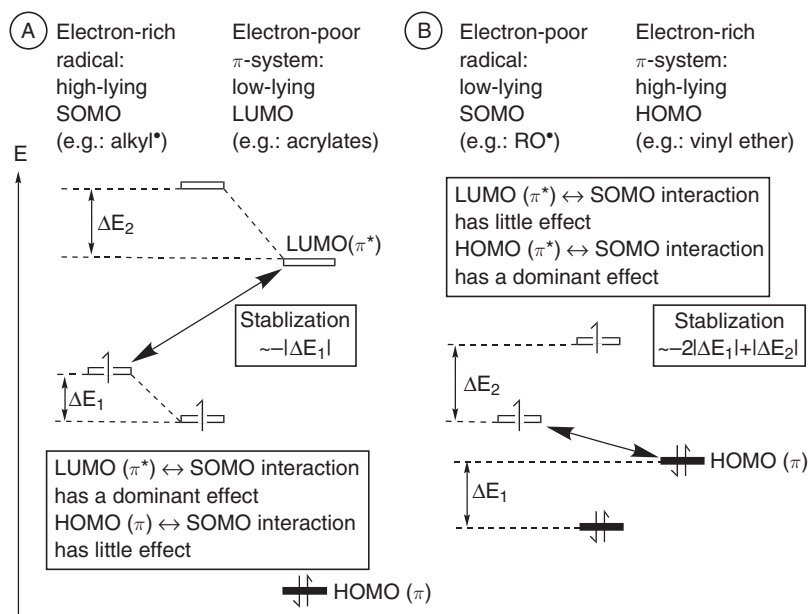 A
Electron-rich
radical:
high-lying
SOMO
(e.g.: alkyl•)
Electron-poor
π-system:
low-lying
LUMO
(e.g.: acrylates)
E
ΔE₂
LUMO(π*)
Stablization
~–|ΔE₁|
ΔE₁
LUMO (π*) ↔ SOMO interaction
has a dominant effect
HOMO (π) ↔ SOMO interaction
has little effect
HOMO (π)
B
Electron-poor
radical:
low-lying
SOMO
(e.g.: RO•)
Electron-rich
π-system:
high-lying
HOMO
(e.g.: vinyl ether)
LUMO (π*) ↔ SOMO interaction
has little effect
HOMO (π*) ↔ SOMO interaction
has a dominant effect
Stablization
~–2|ΔE₁|+|ΔE₂|
ΔE₂
HOMO (π)
ΔE₁